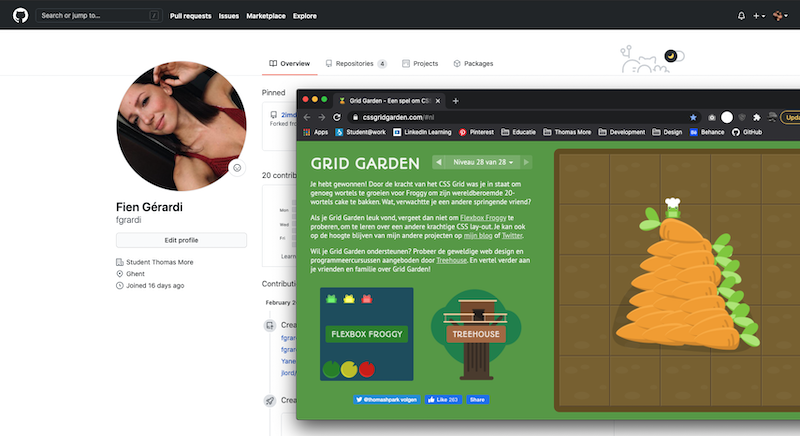 Search or jump to... /
Pull requests Issues Marketplace Explore
Overview Repositories 4 Projects Packages
Pinned
Forked fro
20 contrib
Mon
Wed
Fri
Learn
Contributi
February
Crea
fgrar
fgrar
Yane
Crea
Fien Gérardi
fgrardi
Edit profile
Student Thomas More
Ghent
Joined 16 days ago
Grid Garden - Een spel om CSS
cssgridgarden.com/#nl
Apps Student@work LinkedIn Learning Pinterest Educatie Thomas More Development Design Behance GitHub
Upda
GRID GARDEN
Niveau 28 van 28
Je hebt gewonnen! Door de kracht van het CSS Grid was je in staat om
genoeg wortels te groeien voor Froggy om zijn wereldberoemde 20-
wortels cake te bakken. Wat, verwachtte je een andere springende vriend?
Als je Grid Garden leuk vond, vergeet dan niet om Flexbox Froggy te
proberen, om te leren over een andere krachtige CSS lay-out. Je kan ook
op de hoogte blijven van mijn andere projecten op mijn blog of Twitter.
Wil je Grid Garden ondersteunen? Probeer de geweldige web design en
programmeercursussen aangeboden door Treehouse. En vertel verder aan
je vrienden en familie over Grid Garden!
FLEXBOX FROGGY
TREEHOUSE
@thomashpark volgen Like 263 Share